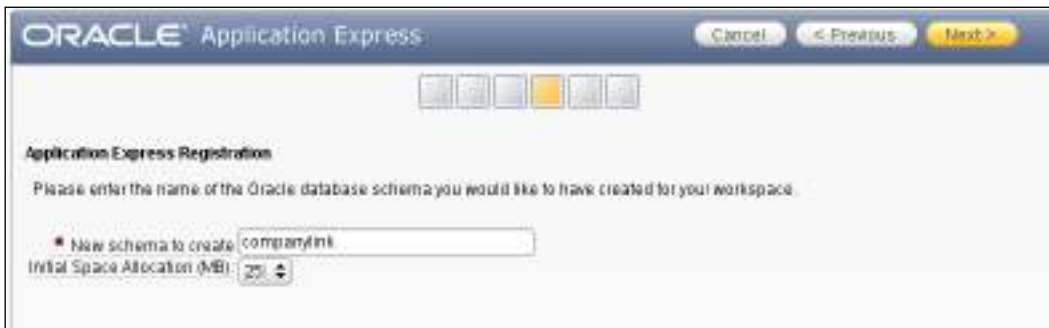 ORACLE Application Express
Cancel < Previous Next >
Application Express Registration
Please enter the name of the Oracle database schema you would like to have created for your workspace.
* New schema to create companylink
Initial Space Allocation (MB): 25